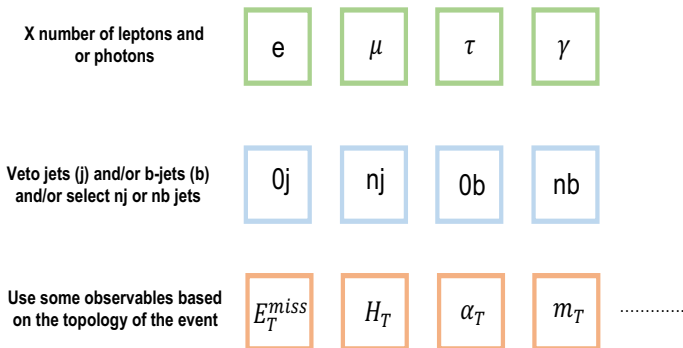 X number of leptons and
or photons
e μ τ γ
Veto jets (j) and/or b-jets (b)
and/or select nj or nb jets
0j nj 0b nb
Use some observables based
on the topology of the event
E_T^{miss} H_T α_T m_T .............